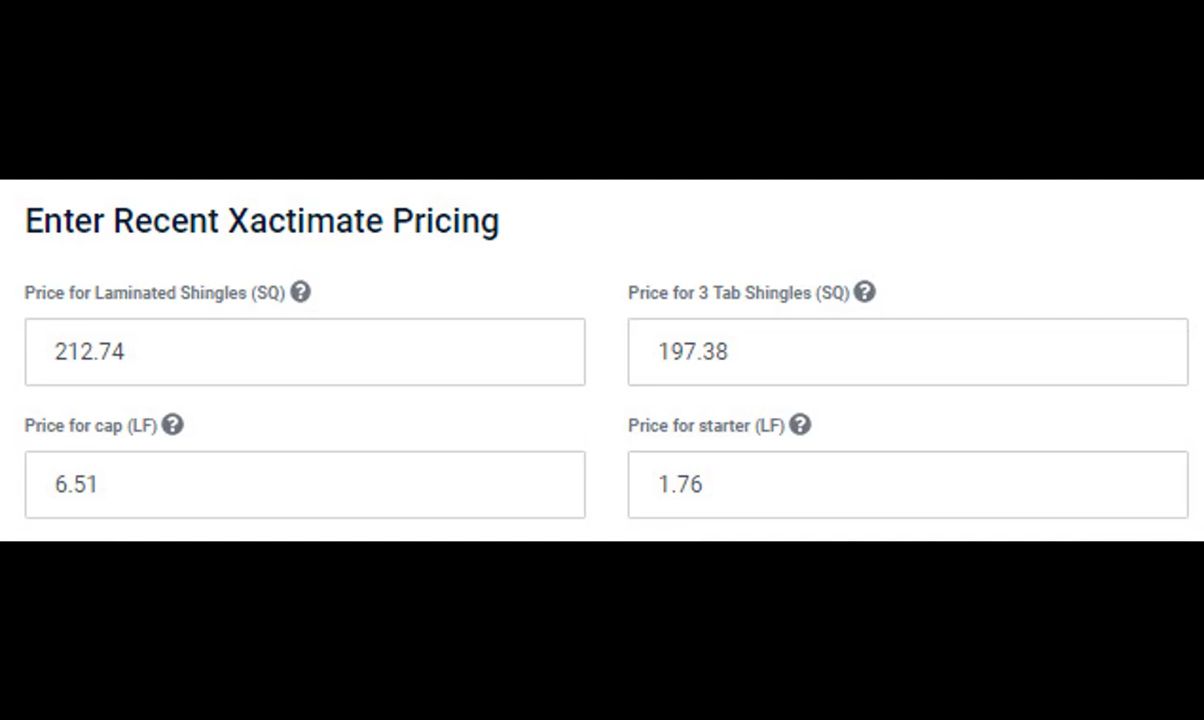 Enter Recent Xactimate Pricing
Price for Laminated Shingles (SQ) ?
Price for 3 Tab Shingles (SQ) ?
212.74
197.38
Price for cap (LF) ?
Price for starter (LF) ?
6.51
1.76